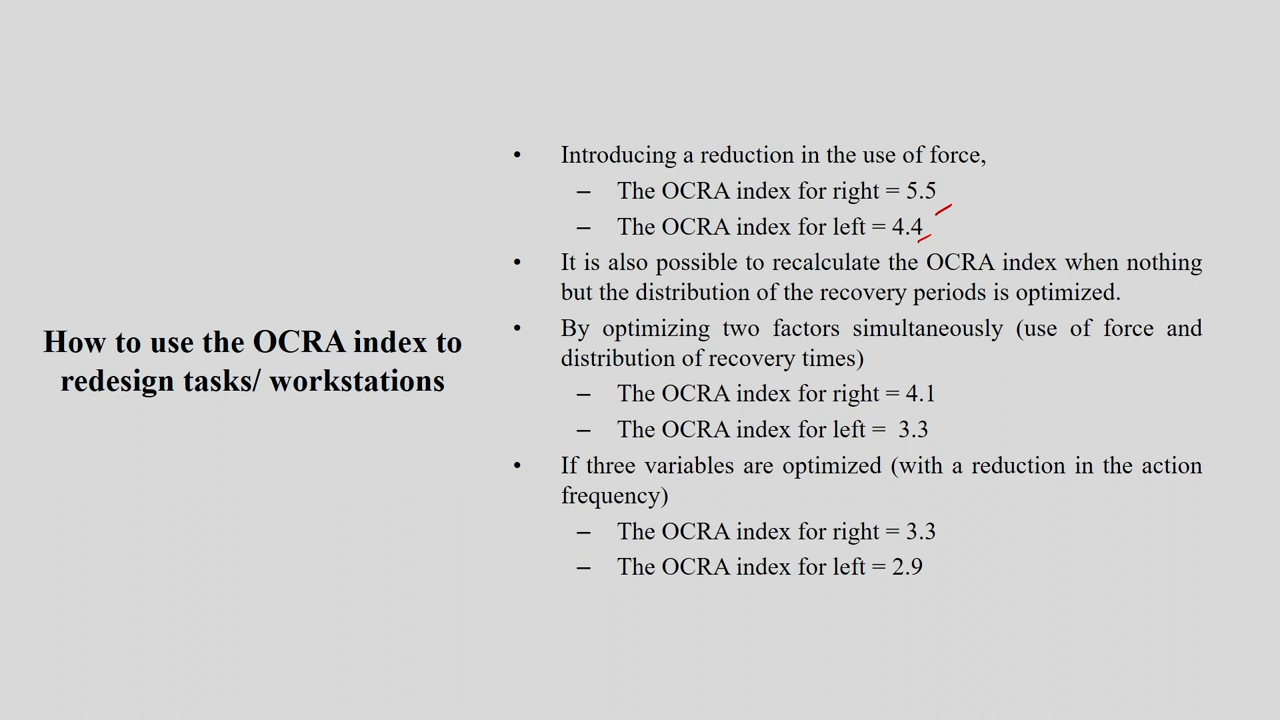 How to use the OCRA index to
redesign tasks/ workstations
• Introducing a reduction in the use of force,
– The OCRA index for right = 5.5
– The OCRA index for left = 4.4
• It is also possible to recalculate the OCRA index when nothing
but the distribution of the recovery periods is optimized.
• By optimizing two factors simultaneously (use of force and
distribution of recovery times)
– The OCRA index for right = 4.1
– The OCRA index for left = 3.3
• If three variables are optimized (with a reduction in the action
frequency)
– The OCRA index for right = 3.3
– The OCRA index for left = 2.9